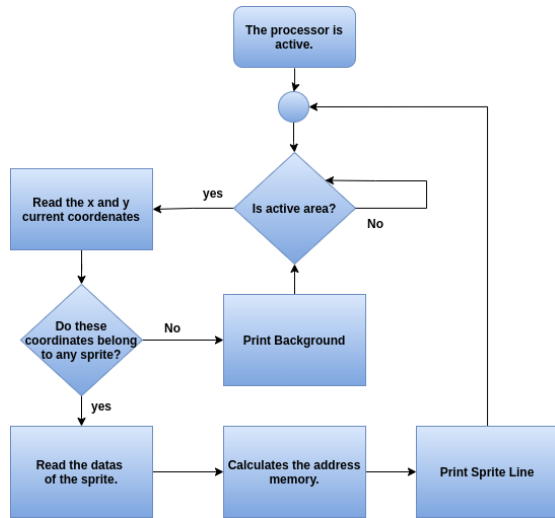 The processor is
active.
Is active area?
yes
No
Read the x and y
current coordenates
Do these
coordinates belong
to any sprite?
No
Print Background
yes
Read the datas
of the sprite.
Calculates the address
memory.
Print Sprite Line